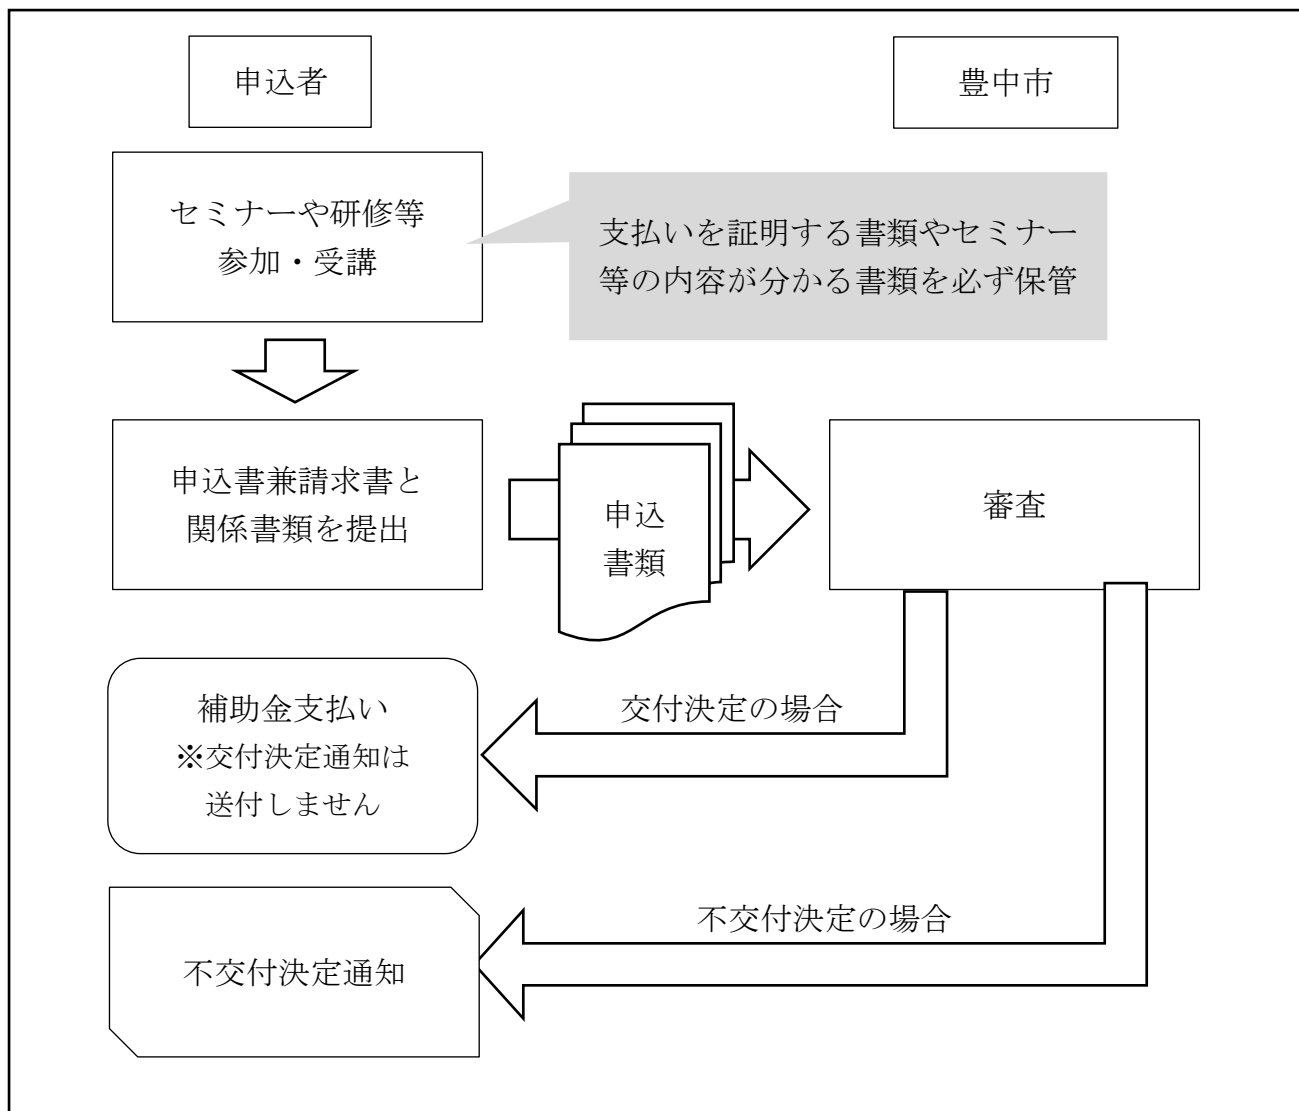 申込者
豊中市
セミナーや研修等
参加・受講
支払いを証明する書類やセミナー
等の内容が分かる書類を必ず保管
申込書兼請求書と
関係書類を提出
申込
書類
審査
交付決定の場合
補助金支払い
※交付決定通知は
送付しません
不交付決定の場合
不交付決定通知